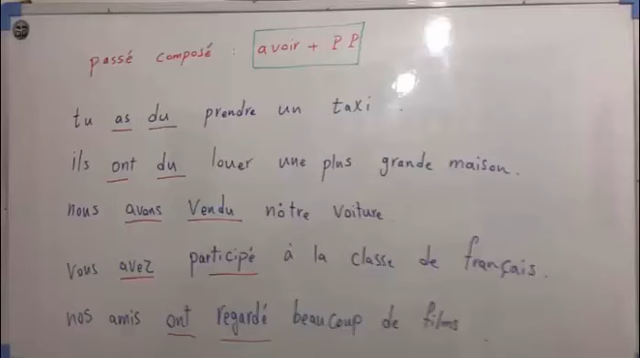 passé composé : avoir + P P
tu as du prendre un taxi.
ils ont du louer une plus grande maison.
nous avons Vendu nôtre Voiture.
Vous avez participé à la classe de français.
nos amis ont regardé beaucoup de films